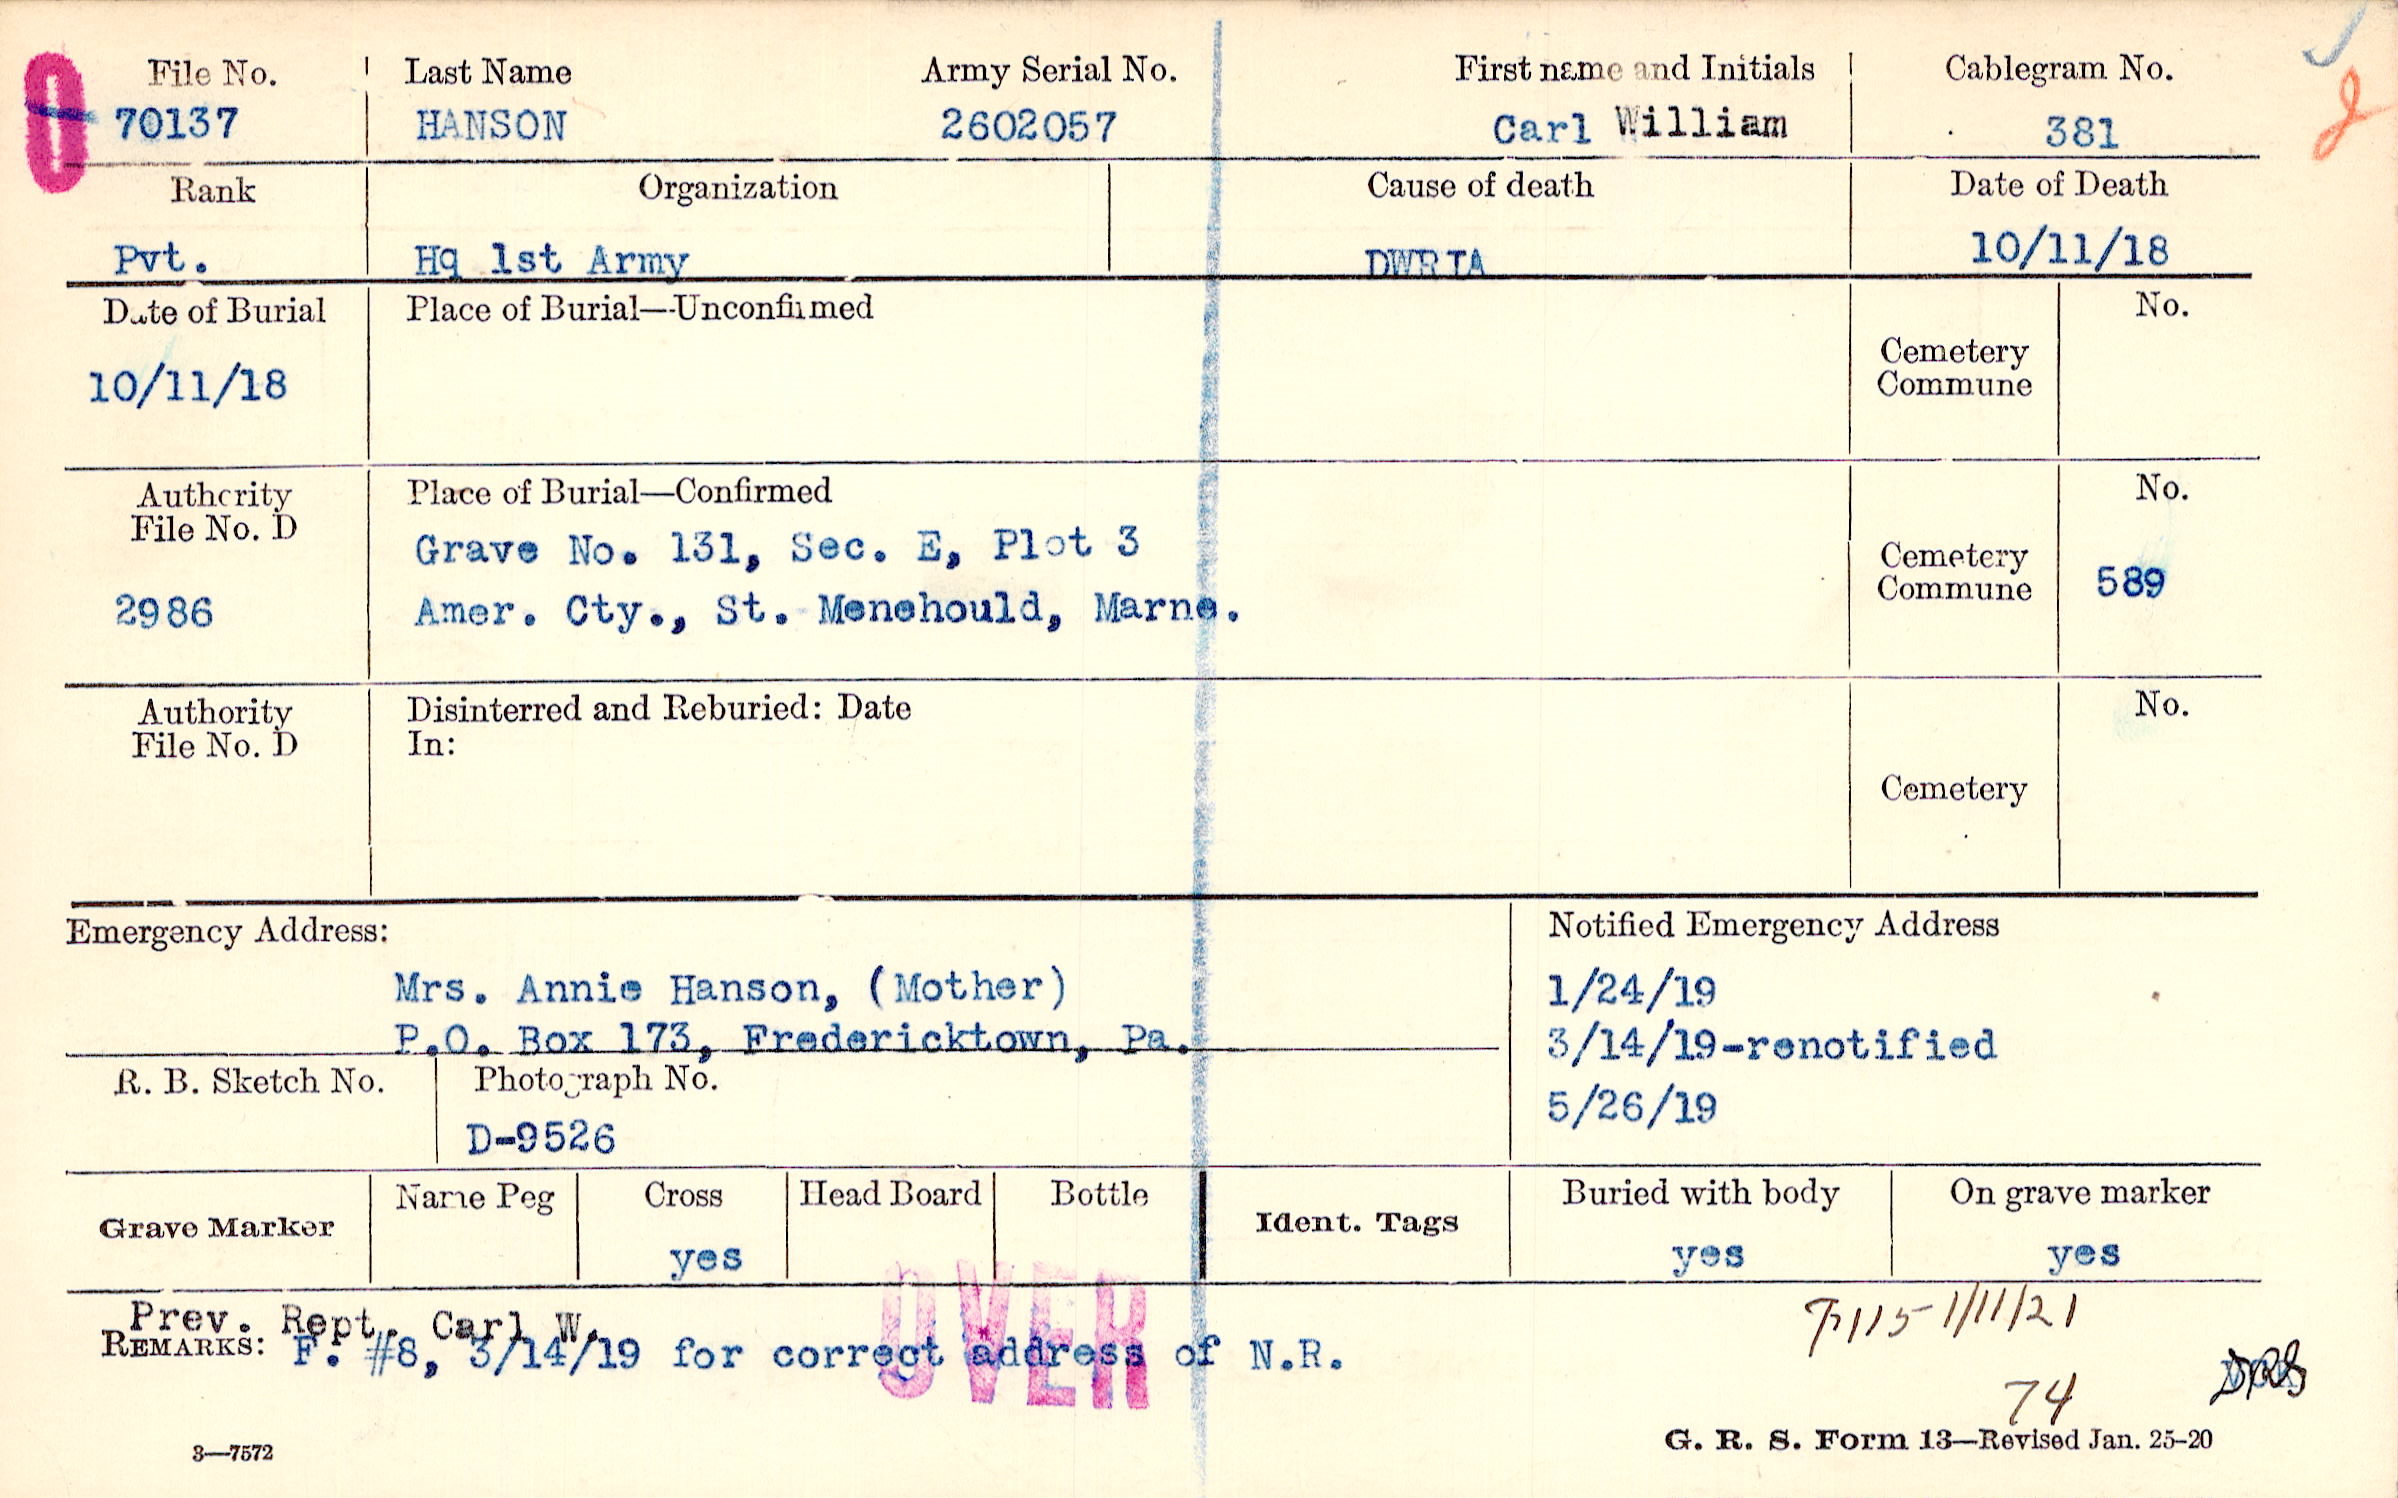 File No. Last Name Army Serial No. First name and Initials Cablegram No.
70137 HANSON 2602057 Carl William 381
2
Rank Organization Cause of death Date of Death
Pvt. Hq 1st Army DWRIA 10/11/18
Date of Burial Place of Burial—Unconfirmed No.
10/11/18 Cemetery
Commune
Authority Place of Burial—Confirmed No.
File No. D
Grave No. 131, Sec. E, Plot 3 Cemetery
2986 Amer. Cty., St. Menehould, Marne. Commune 589
Authority Disinterred and Reburied: Date No.
File No. D In:
Cemetery
Emergency Address: Notified Emergency Address
Mrs. Annie Hanson, (Mother) 1/24/19
P.O. Box 173, Fredericktown, Pa. 3/14/19-renotified
R. B. Sketch No. Photograph No. 5/26/19
D-9526
Grave Marker Name Peg Cross Head Board Bottle Ident. Tags Buried with body On grave marker
yes yes yes
Prev. Rept. Carl W.
REMARKS: F. #8, 3/14/19 for correct address of N.R.
OVER
115 1/11/21
74
3—7572 G. R. S. Form 13—Revised Jan. 25-20